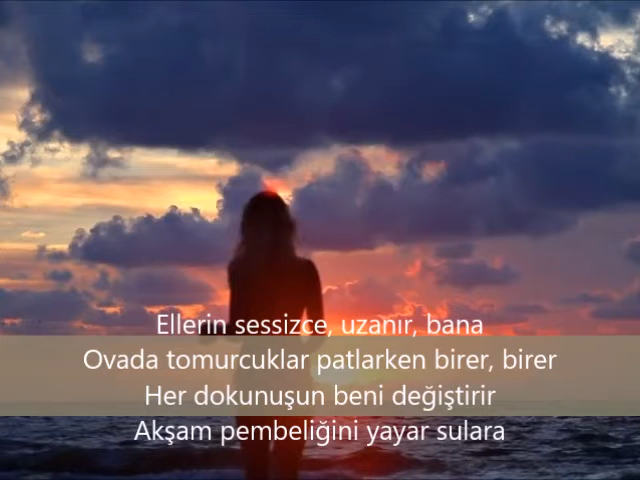 Ellerin sessizce, uzanır, bana
Ovada tomurcuklar patlarken birer, birer
Her dokunuşun beni değiştirir
Akşam pembeliğini yayar sulara